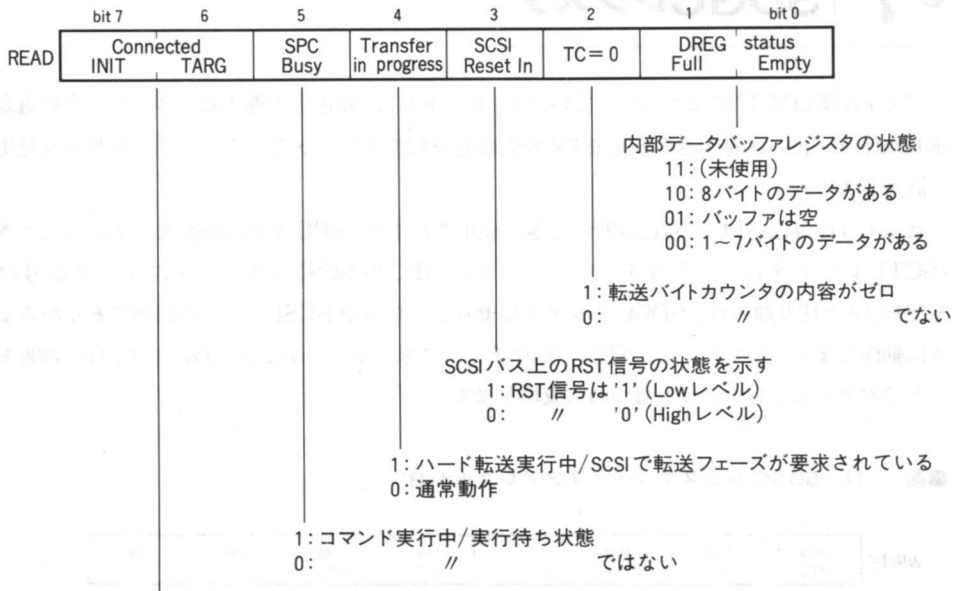 bit 7 6 5 4 3 2 1 bit 0
READ
Connected
INIT TARG
SPC
Busy
Transfer
in progress
SCSI
Reset In
TC=0
DREG status
Full Empty
内部データバッファレジスタの状態
11:(未使用)
10:8バイトのデータがある
01:バッファは空
00:1~7バイトのデータがある
1:転送バイトカウンタの内容がゼロ
0: 〃 でない
SCSIバス上のRST信号の状態を示す
1:RST信号は'1'(Lowレベル)
0: 〃 '0'(Highレベル)
1:ハード転送実行中/SCSIで転送フェーズが要求されている
0:通常動作
1:コマンド実行中/実行待ち状態
0: 〃 ではない